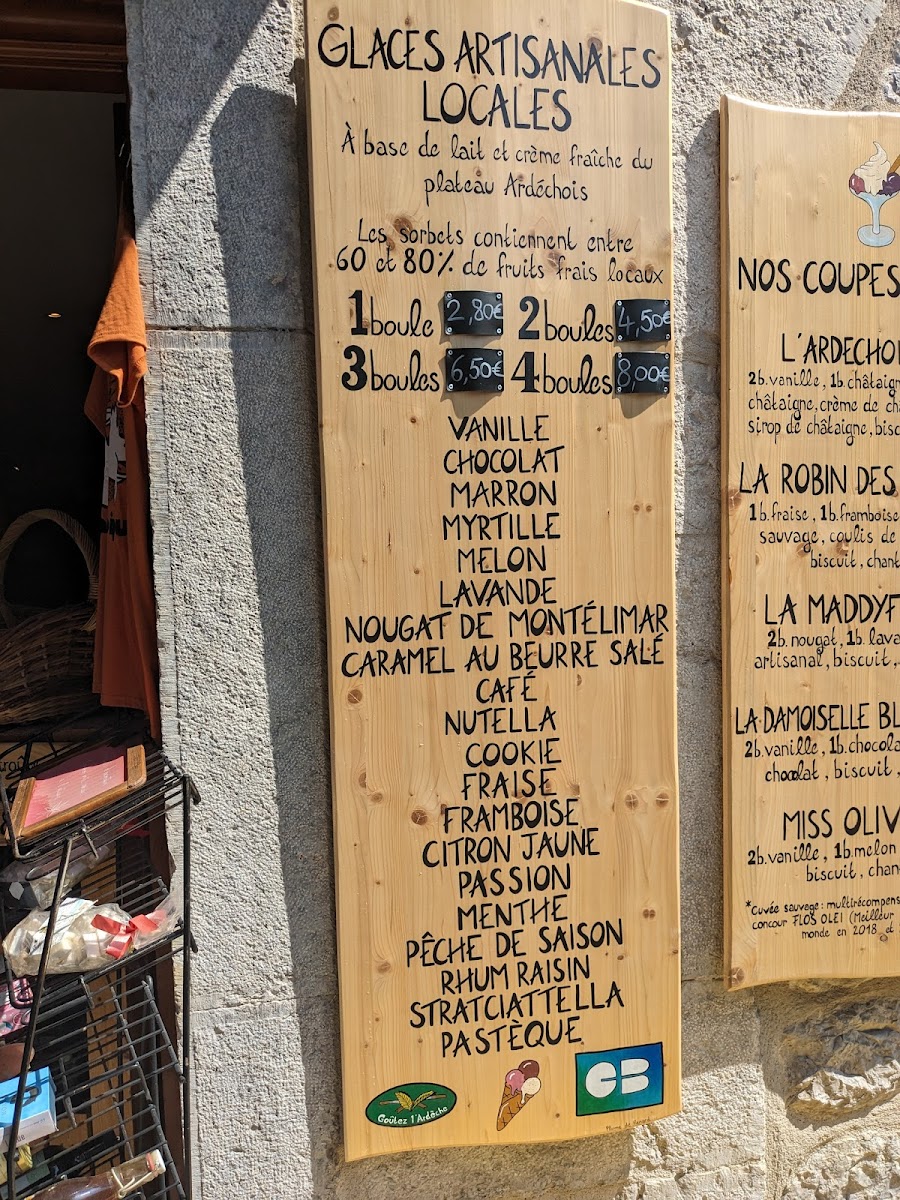 GLACES ARTISANALES
LOCALES
À base de lait et crème fraîche du
plateau Ardéchois
Les sorbets contiennent entre
60 et 80% de fruits frais locaux
1 boule 2,80€ 2 boules 4,50€
3 boules 6,50€ 4 boules 8,00€
VANILLE
CHOCOLAT
MARRON
MYRTILLE
MELON
LAVANDE
NOUGAT DE MONTÉLIMAR
CARAMEL AU BEURRE SALÉ
CAFÉ
NUTELLA
COOKIE
FRAISE
FRAMBOISE
CITRON JAUNE
PASSION
MENTHE
PÊCHE DE SAISON
RHUM RAISIN
STRATCIATTELLA
PASTÈQUE
Goûtez l'Ardèche
CB
NOS COUPES
L'ARDECHOI
2b.vanille, 1b.châtaign
châtaigne, crème de ch
sirop de châtaigne, bisc
LA ROBIN DES
1b.fraise, 1b.framboise
sauvage, coulis de
biscuit, chant
LA MADDYF
2b.nougat, 1b.lava
artisanal, biscuit,
LA DAMOISELLE BL
2b.vanille, 1b.chocola
chocolat, biscuit,
MISS OLIV
2b.vanille, 1b.melon
biscuit, chan
*Cuvée sauvage: multirécompens
concour FLOS OLEI (Meilleur
monde en 2018 et